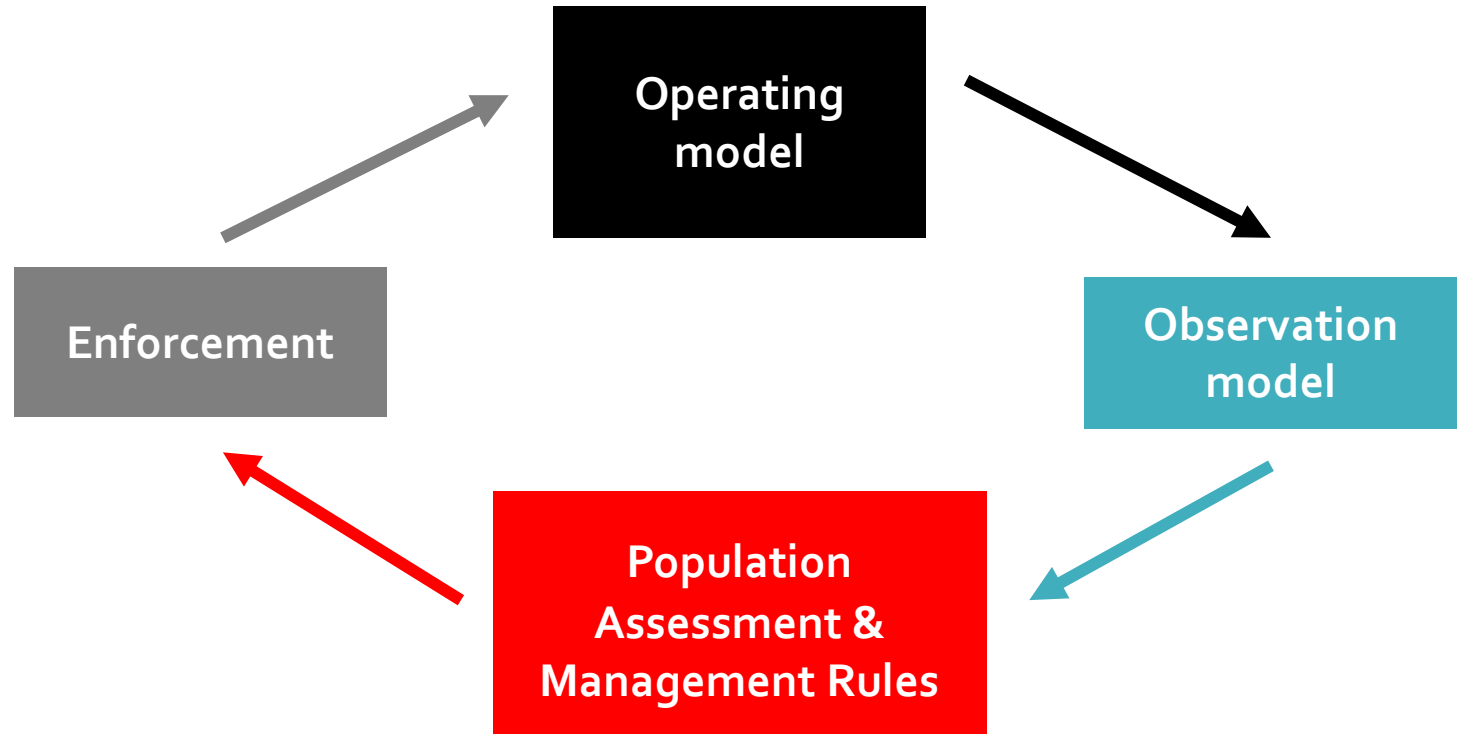 Operating
model
Enforcement
Observation
model
Population
Assessment &
Management Rules